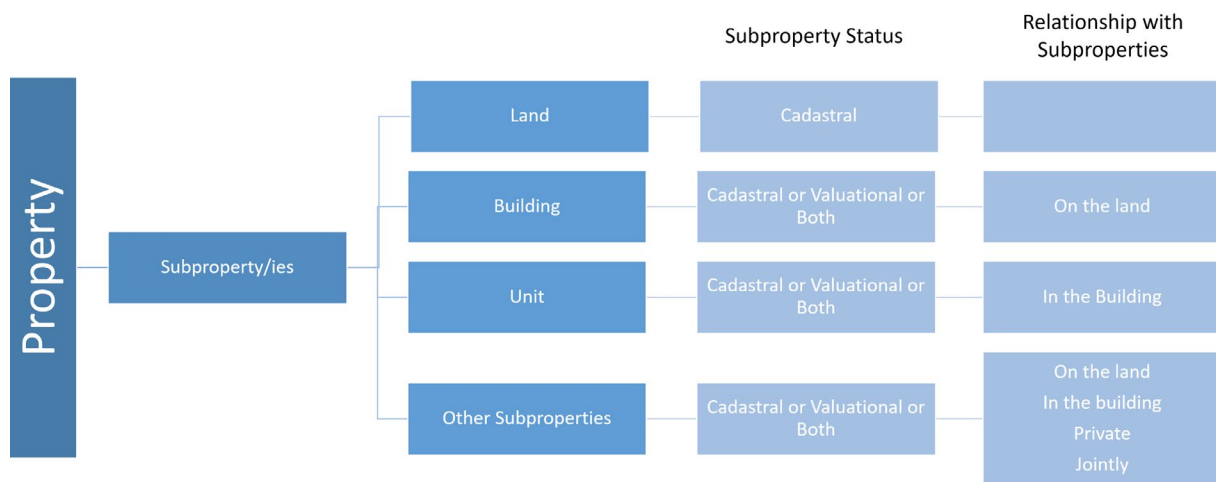 Subproperty Status
Relationship with
Subproperties
Property
Subproperty/ies
Land
Cadastral
Building
Cadastral or Valuational or
Both
On the land
Unit
Cadastral or Valuational or
Both
In the Building
Other Subproperties
Cadastral or Valuational or
Both
On the land
In the building
Private
Jointly